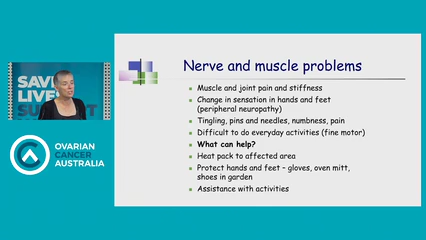 SAVE
LIVES
SUPPORT
OVARIAN
CANCER
AUSTRALIA
Nerve and muscle problems
Muscle and joint pain and stiffness
Change in sensation in hands and feet
(peripheral neuropathy)
Tingling, pins and needles, numbness, pain
Difficult to do everyday activities (fine motor)
What can help?
Heat pack to affected area
Protect hands and feet – gloves, oven mitt,
shoes in garden
Assistance with activities